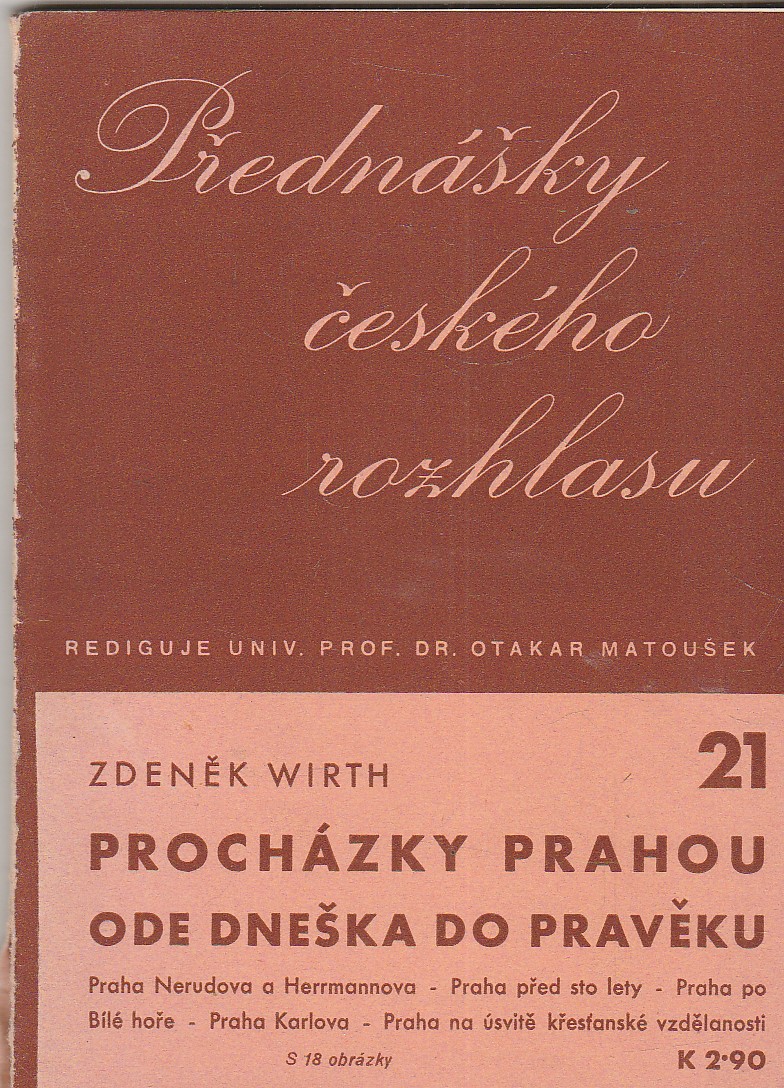 Přednášky
českého
rozhlasu
REDIGUJE UNIV. PROF. DR. OTAKAR MATOUŠEK
ZDENĚK WIRTH 21
PROCHÁZKY PRAHOU
ODE DNEŠKA DO PRAVĚKU
Praha Nerudova a Herrmannova - Praha před sto lety - Praha po
Bílé hoře - Praha Karlova - Praha na úsvitě křesťanské vzdělanosti
S 18 obrázky K 2·90